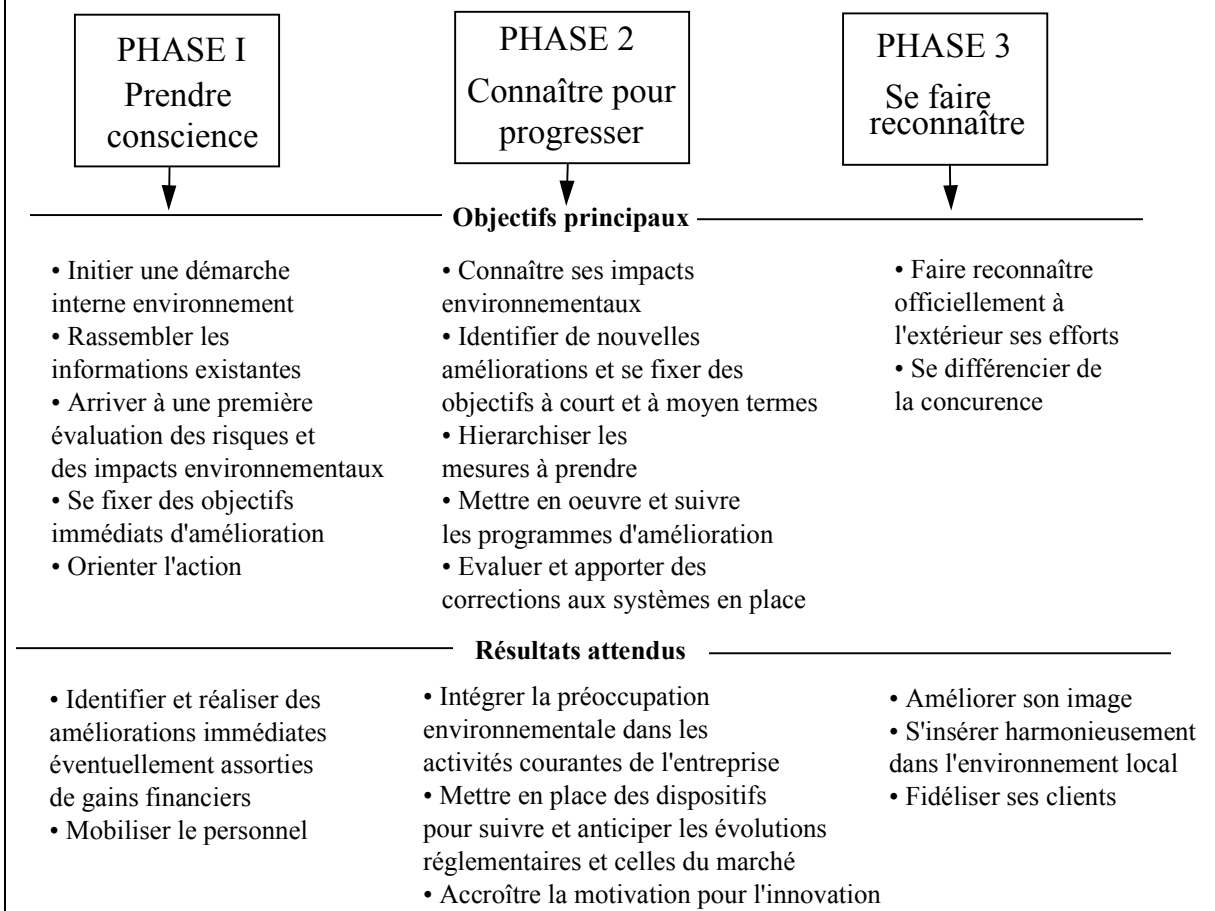 PHASE I
Prendre
conscience
PHASE 2
Connaître pour
progresser
PHASE 3
Se faire
reconnaître
Objectifs principaux
• Initier une démarche
interne environnement
• Rassembler les
informations existantes
• Arriver à une première
évaluation des risques et
des impacts environnementaux
• Se fixer des objectifs
immédiats d'amélioration
• Orienter l'action
• Connaître ses impacts
environnementaux
• Identifier de nouvelles
améliorations et se fixer des
objectifs à court et à moyen termes
• Hierarchiser les
mesures à prendre
• Mettre en oeuvre et suivre
les programmes d'amélioration
• Evaluer et apporter des
corrections aux systèmes en place
• Faire reconnaître
officiellement à
l'extérieur ses efforts
• Se différencier de
la concurence
Résultats attendus
• Identifier et réaliser des
améliorations immédiates
éventuellement assorties
de gains financiers
• Mobiliser le personnel
• Intégrer la préoccupation
environnementale dans les
activités courantes de l'entreprise
• Mettre en place des dispositifs
pour suivre et anticiper les évolutions
réglementaires et celles du marché
• Accroître la motivation pour l'innovation
• Améliorer son image
• S'insérer harmonieusement
dans l'environnement local
• Fidéliser ses clients